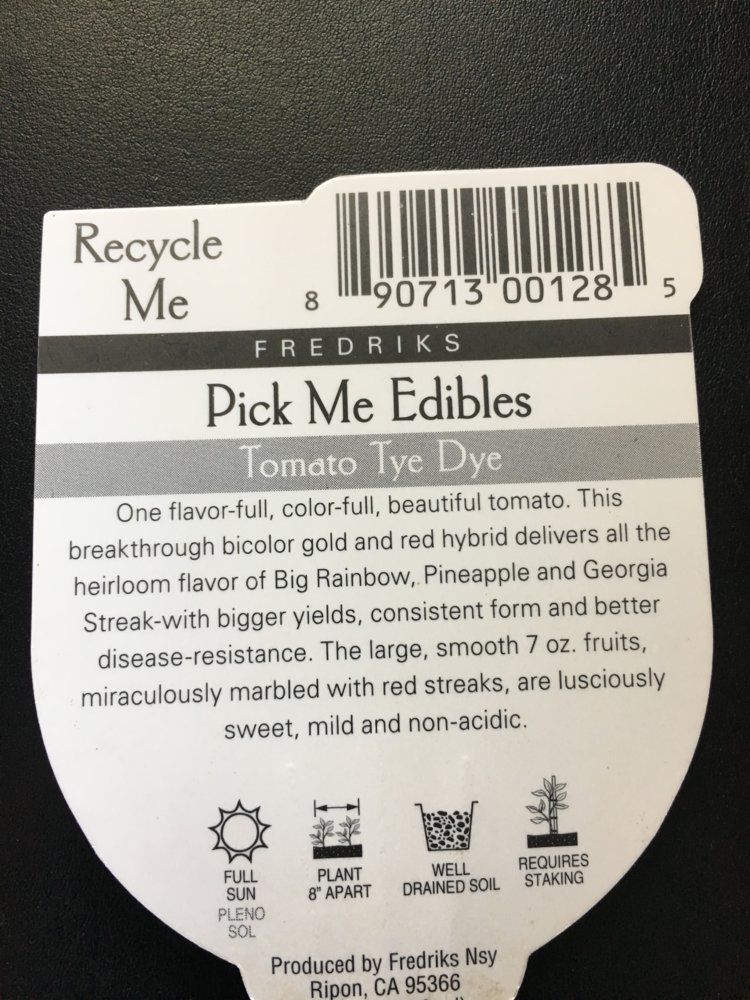 Recycle
Me
8 90713 00128 5
FREDRIKS
Pick Me Edibles
Tomato Tye Dye
One flavor-full, color-full, beautiful tomato. This
breakthrough bicolor gold and red hybrid delivers all the
heirloom flavor of Big Rainbow, Pineapple and Georgia
Streak-with bigger yields, consistent form and better
disease-resistance. The large, smooth 7 oz. fruits,
miraculously marbled with red streaks, are lusciously
sweet, mild and non-acidic.
FULL
SUN
PLENO
SOL
PLANT
8" APART
WELL
DRAINED SOIL
REQUIRES
STAKING
Produced by Fredriks Nsy
Ripon, CA 95366